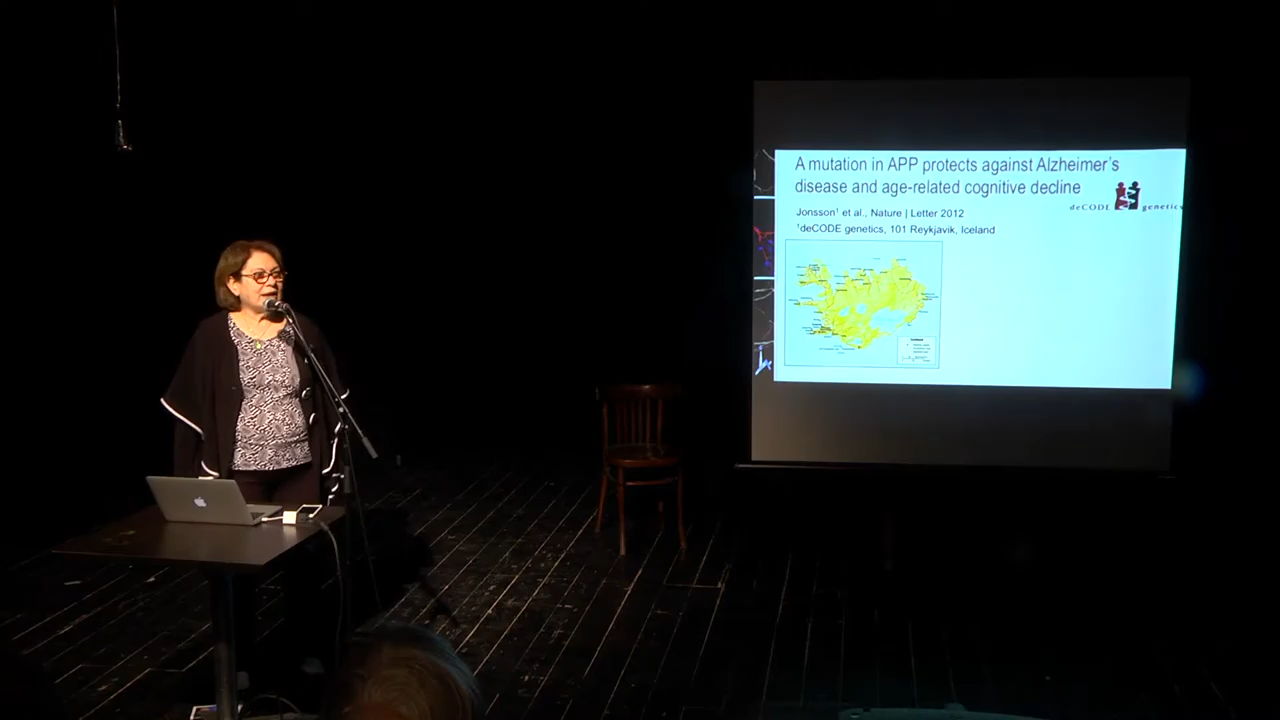 A mutation in APP protects against Alzheimer's
disease and age-related cognitive decline
deCODE genetics
Jonsson¹ et al., Nature | Letter 2012
¹deCODE genetics, 101 Reykjavik, Iceland